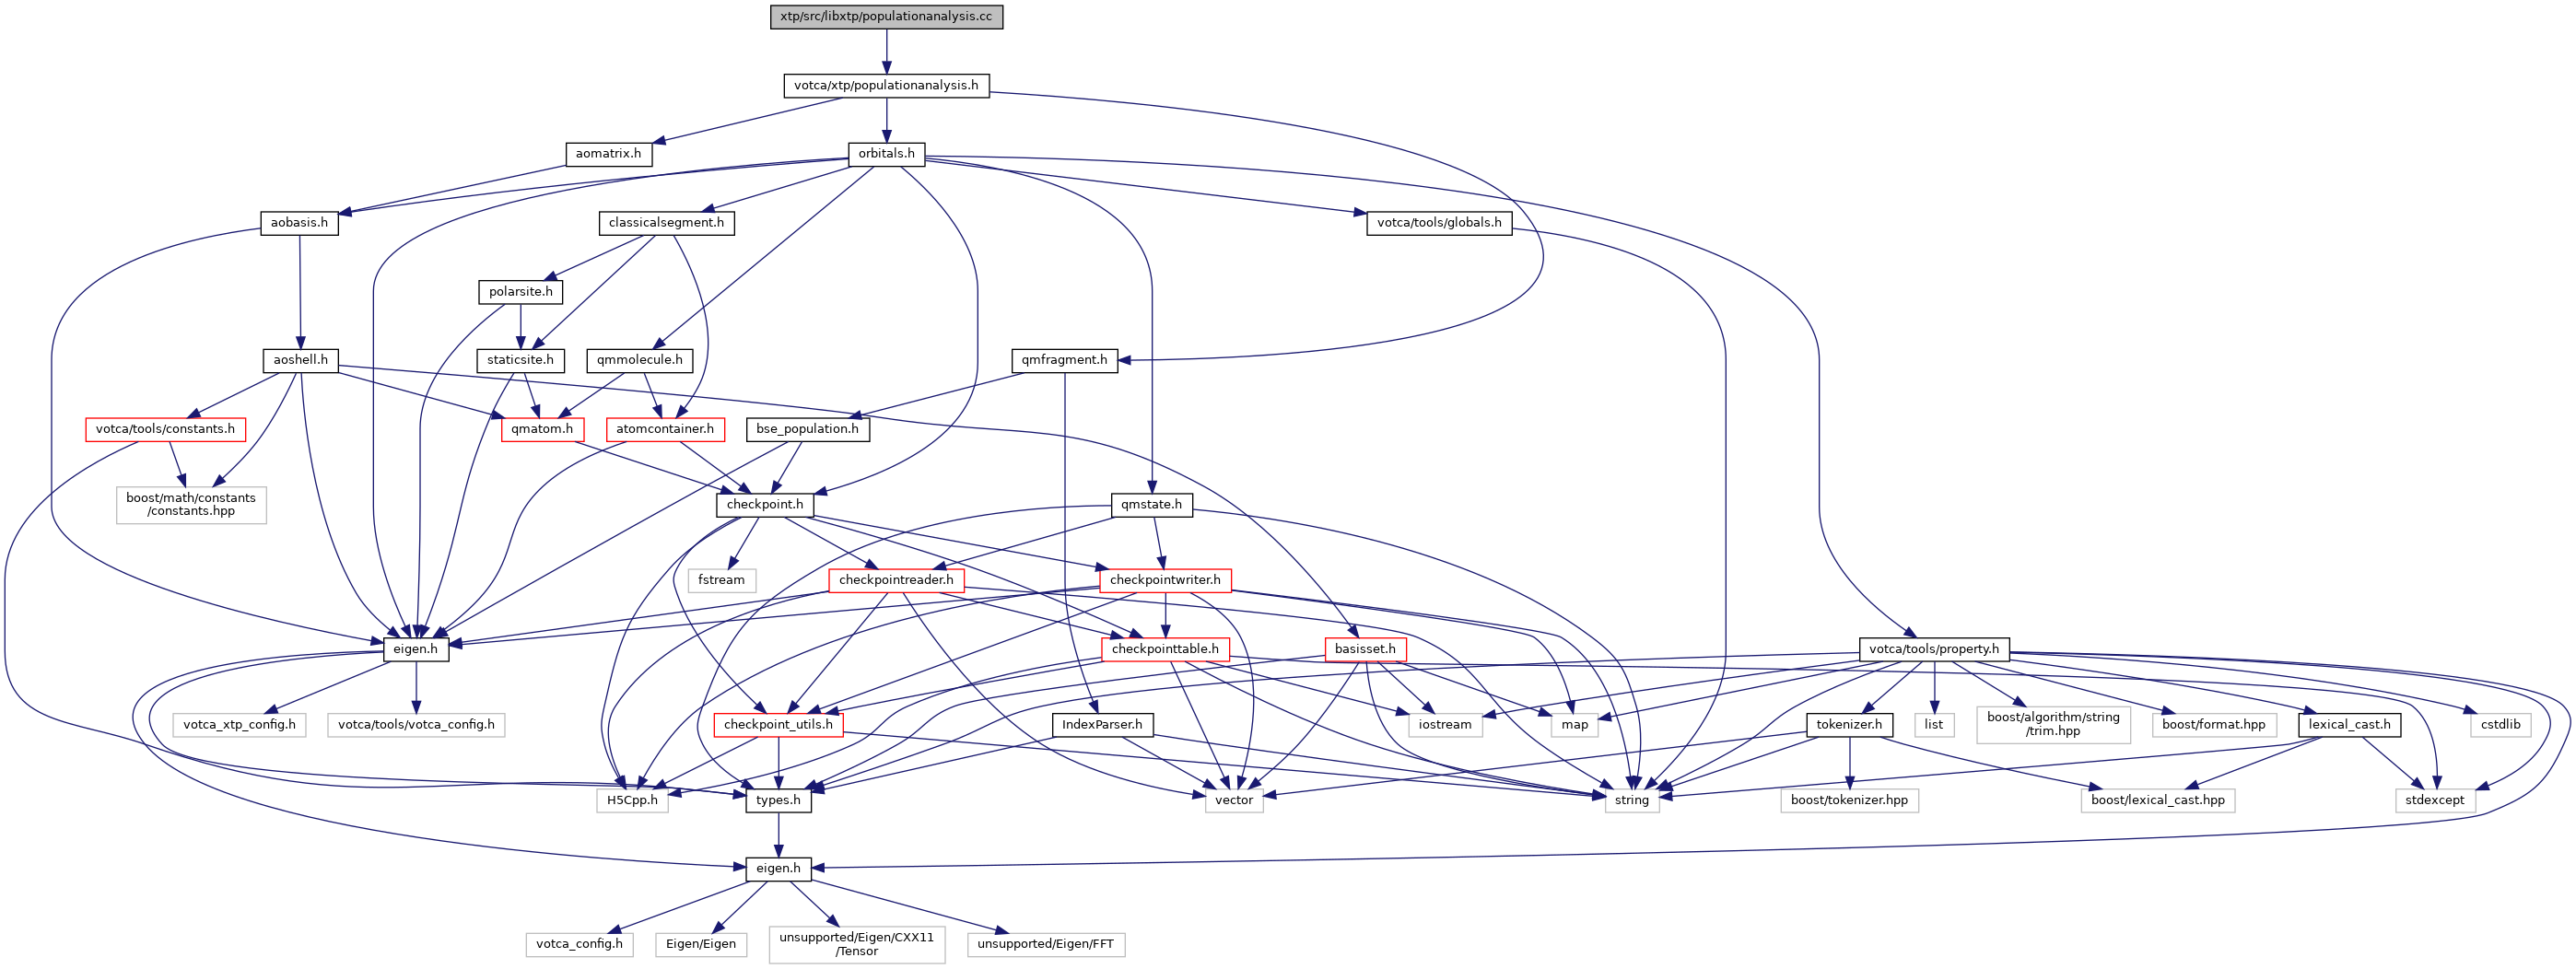 xtp/src/libxtp/populationanalysis.cc
votca/xtp/populationanalysis.h
aomatrix.h
orbitals.h
aobasis.h
classicalsegment.h
votca/tools/globals.h
polarsite.h
aoshell.h
staticsite.h
qmmolecule.h
qmfragment.h
votca/tools/constants.h
qmatom.h
atomcontainer.h
bse_population.h
boost/math/constants
/constants.hpp
checkpoint.h
qmstate.h
fstream
checkpointreader.h
checkpointwriter.h
eigen.h
checkpointtable.h
basisset.h
votca/tools/property.h
votca_xtp_config.h
votca/tools/votca_config.h
checkpoint_utils.h
IndexParser.h
iostream
map
tokenizer.h
list
boost/algorithm/string
/trim.hpp
boost/format.hpp
lexical_cast.h
cstdlib
H5Cpp.h
types.h
vector
string
boost/tokenizer.hpp
boost/lexical_cast.hpp
stdexcept
eigen.h
votca_config.h
Eigen/Eigen
unsupported/Eigen/CXX11
/Tensor
unsupported/Eigen/FFT